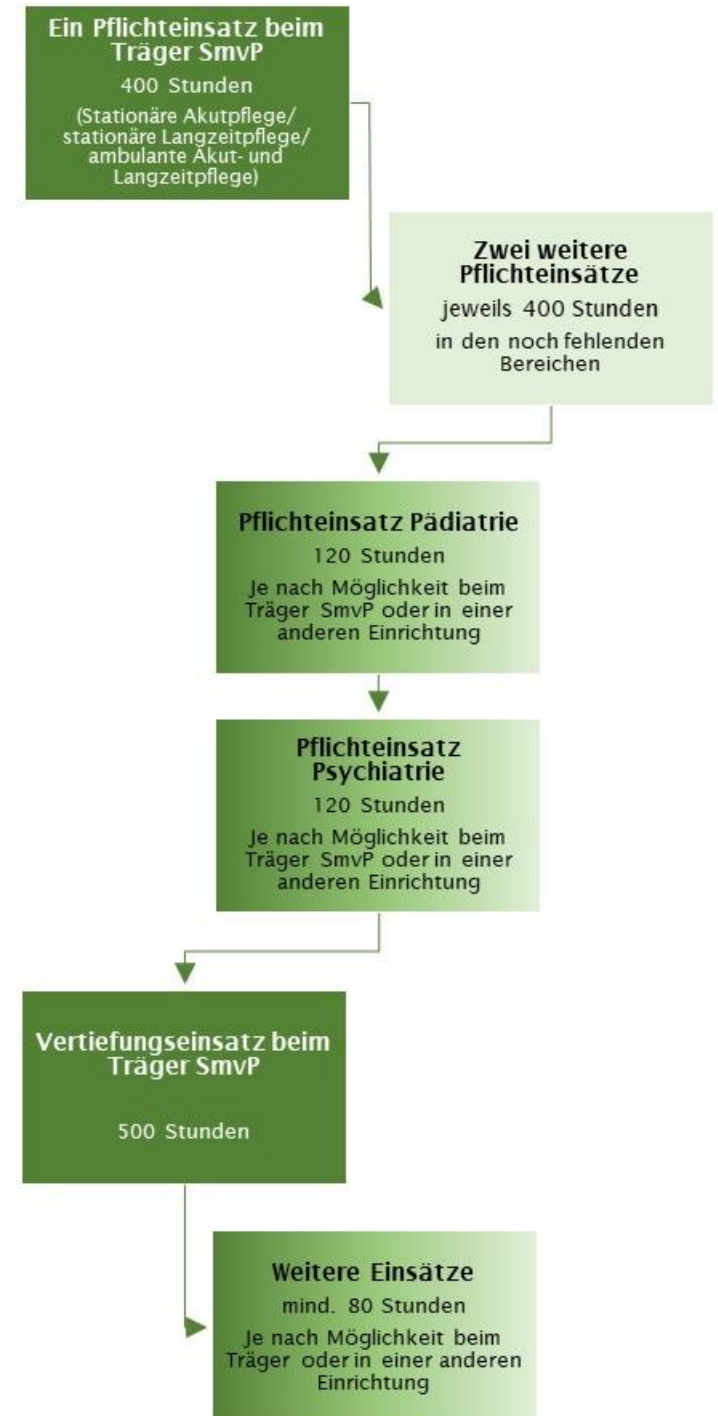 Ein Pflichteinsatz beim
Träger SmvP
400 Stunden
(Stationäre Akutpflege/
stationäre Langzeitpflege/
ambulante Akut- und
Langzeitpflege)
Zwei weitere
Pflichteinsätze
jeweils 400 Stunden
in den noch fehlenden
Bereichen
Pflichteinsatz Pädiatrie
120 Stunden
Je nach Möglichkeit beim
Träger SmvP oder in einer
anderen Einrichtung
Pflichteinsatz
Psychiatrie
120 Stunden
Je nach Möglichkeit beim
Träger SmvP oder in einer
anderen Einrichtung
Vertiefungseinsatz beim
Träger SmvP
500 Stunden
Weitere Einsätze
mind. 80 Stunden
Je nach Möglichkeit beim
Träger oder in einer anderen
Einrichtung